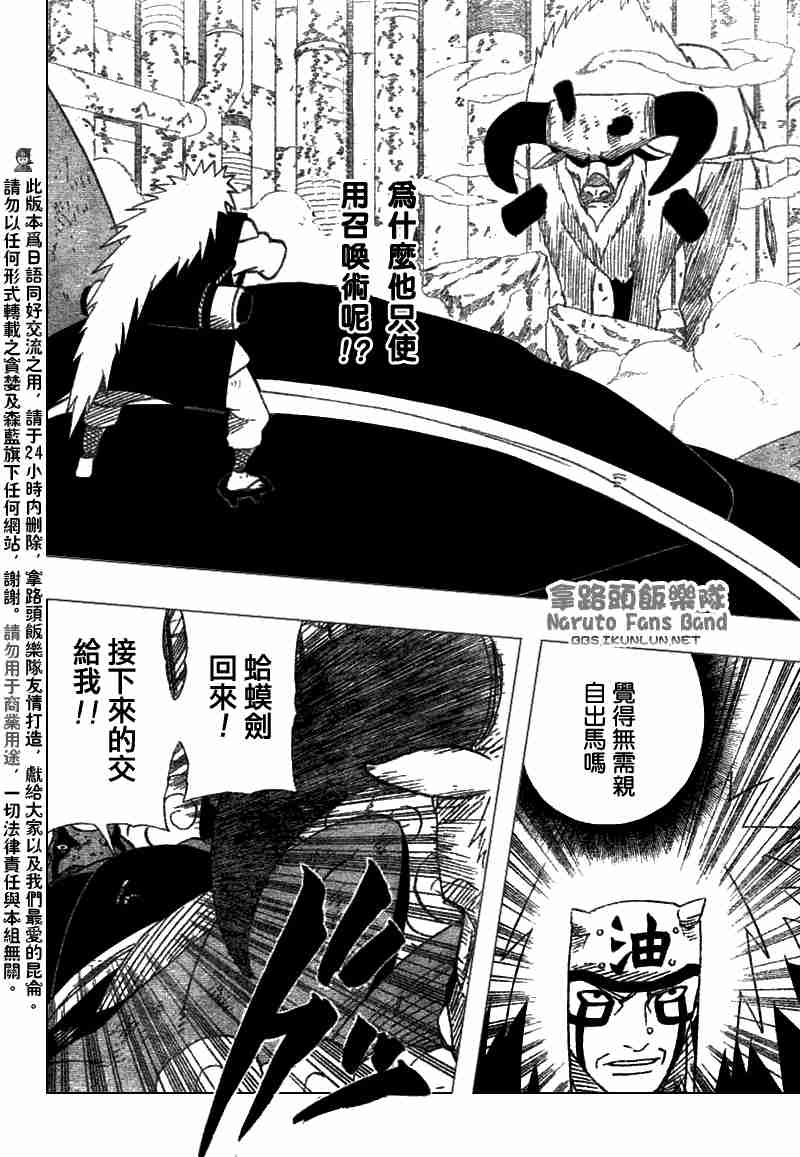 為什麼他只使
用召喚術呢!?
覺得無需親
自出馬嗎
油
蛤蟆劍
回來!
接下來的交
給我!!
拿路頭飯樂隊
Naruto Fans Band
BBS.IKUNLUN.NET
此版本爲日語同好交流之用,請于24小時内刪除,拿路頭飯樂隊友情打造,獻給大家以及我們最愛的昆侖。
請勿以任何形式轉載之貪婪及森藍旗下任何網站,謝謝。請勿用于商業用途,一切法律責任與本組無關。